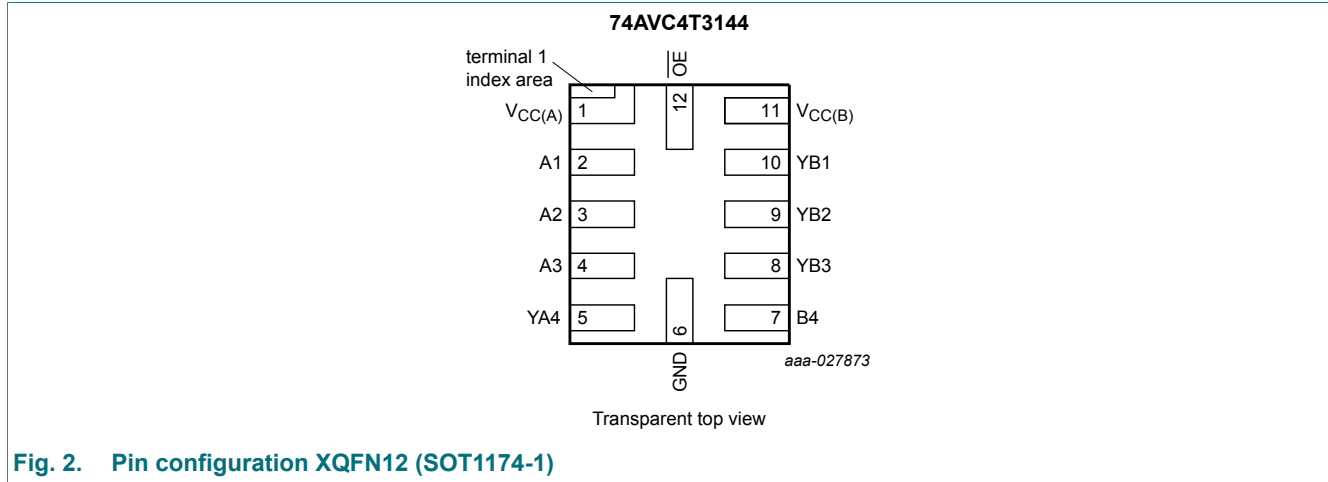 74AVC4T3144
terminal 1
index area
OE
VCC(A) 1
12
11 VCC(B)
A1 2
10 YB1
A2 3
9 YB2
A3 4
8 YB3
YA4 5
6
7 B4
GND
aaa-027873
Transparent top view
Fig. 2. Pin configuration XQFN12 (SOT1174-1)